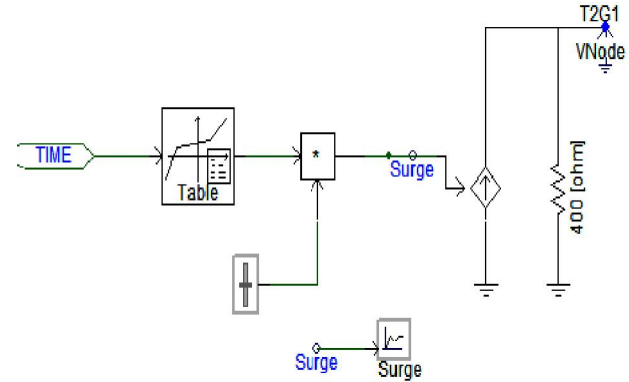 T2G1
VNode
TIME
Table
*
Surge
400 [ohm]
Surge
Surge